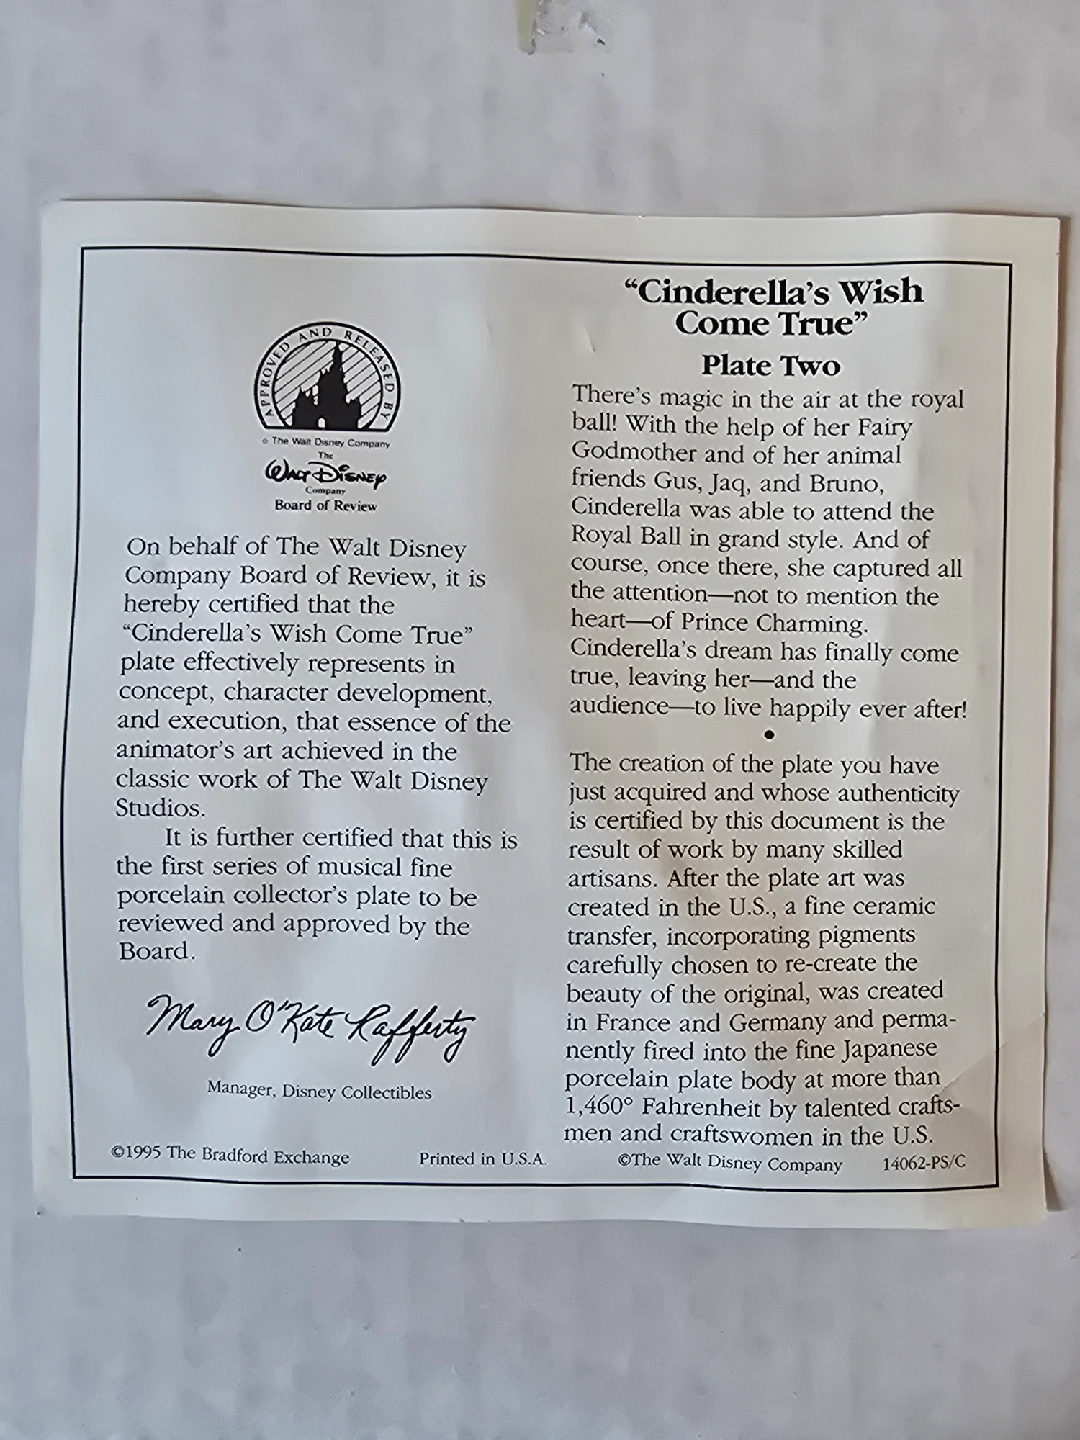 APPROVED AND RELEASED BY
© The Walt Disney Company
The
WALT DISNEY
Company
Board of Review
On behalf of The Walt Disney
Company Board of Review, it is
hereby certified that the
“Cinderella’s Wish Come True”
plate effectively represents in
concept, character development,
and execution, that essence of the
animator’s art achieved in the
classic work of The Walt Disney
Studios.
It is further certified that this is
the first series of musical fine
porcelain collector’s plate to be
reviewed and approved by the
Board.
Mary O'Kate Rafferty
Manager, Disney Collectibles
“Cinderella’s Wish
Come True”
Plate Two
There’s magic in the air at the royal
ball! With the help of her Fairy
Godmother and of her animal
friends Gus, Jaq, and Bruno,
Cinderella was able to attend the
Royal Ball in grand style. And of
course, once there, she captured all
the attention—not to mention the
heart—of Prince Charming.
Cinderella’s dream has finally come
true, leaving her—and the
audience—to live happily ever after!
•
The creation of the plate you have
just acquired and whose authenticity
is certified by this document is the
result of work by many skilled
artisans. After the plate art was
created in the U.S., a fine ceramic
transfer, incorporating pigments
carefully chosen to re-create the
beauty of the original, was created
in France and Germany and perma-
nently fired into the fine Japanese
porcelain plate body at more than
1,460° Fahrenheit by talented crafts-
men and craftswomen in the U.S.
©1995 The Bradford Exchange Printed in U.S.A. ©The Walt Disney Company 14062-PS/C